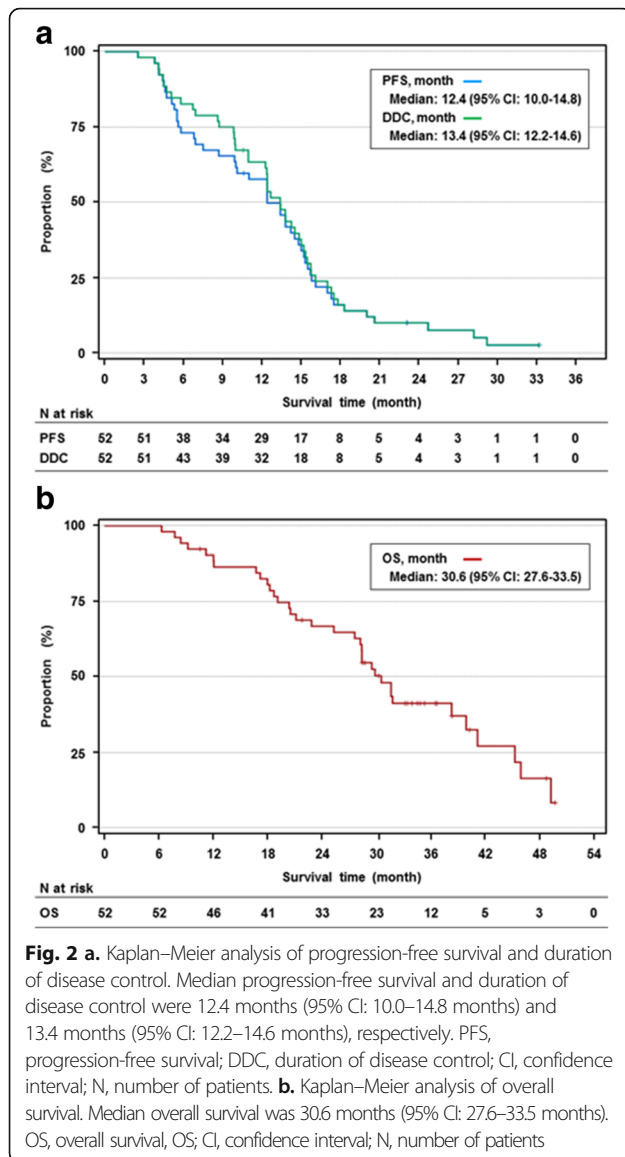 a
100
75
50
25
0
Proportion (%)
PFS, month
Median: 12.4 (95% CI: 10.0-14.8)
DDC, month
Median: 13.4 (95% CI: 12.2-14.6)
0 3 6 9 12 15 18 21 24 27 30 33 36
Survival time (month)
N at risk
PFS 52 51 38 34 29 17 8 5 4 3 1 1 0
DDC 52 51 43 39 32 18 8 5 4 3 1 1 0
b
100
75
50
25
0
Proportion (%)
OS, month
Median: 30.6 (95% CI: 27.6-33.5)
0 6 12 18 24 30 36 42 48 54
Survival time (month)
N at risk
OS 52 52 46 41 33 23 12 5 3 0
Fig. 2 a. Kaplan–Meier analysis of progression-free survival and duration
of disease control. Median progression-free survival and duration of
disease control were 12.4 months (95% CI: 10.0–14.8 months) and
13.4 months (95% CI: 12.2–14.6 months), respectively. PFS,
progression-free survival; DDC, duration of disease control; CI, confidence
interval; N, number of patients. b. Kaplan–Meier analysis of overall
survival. Median overall survival was 30.6 months (95% CI: 27.6–33.5 months).
OS, overall survival, OS; CI, confidence interval; N, number of patients